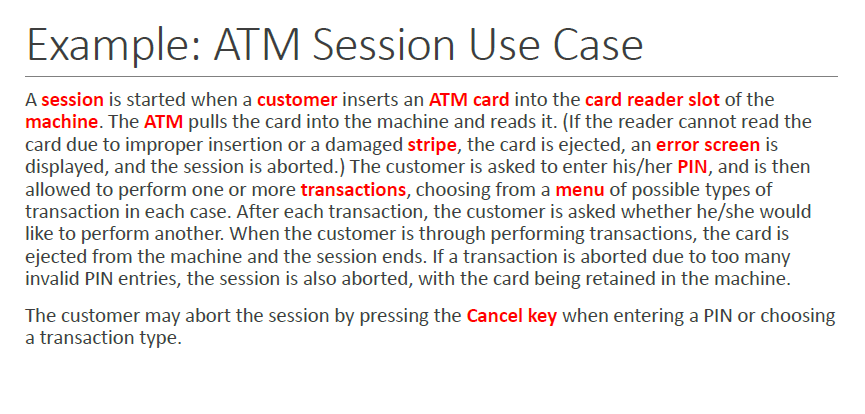 Example: ATM Session Use Case
A session is started when a customer inserts an ATM card into the card reader slot of the
machine. The ATM pulls the card into the machine and reads it. (If the reader cannot read the
card due to improper insertion or a damaged stripe, the card is ejected, an error screen is
displayed, and the session is aborted.) The customer is asked to enter his/her PIN, and is then
allowed to perform one or more transactions, choosing from a menu of possible types of
transaction in each case. After each transaction, the customer is asked whether he/she would
like to perform another. When the customer is through performing transactions, the card is
ejected from the machine and the session ends. If a transaction is aborted due to too many
invalid PIN entries, the session is also aborted, with the card being retained in the machine.
The customer may abort the session by pressing the Cancel key when entering a PIN or choosing
a transaction type.